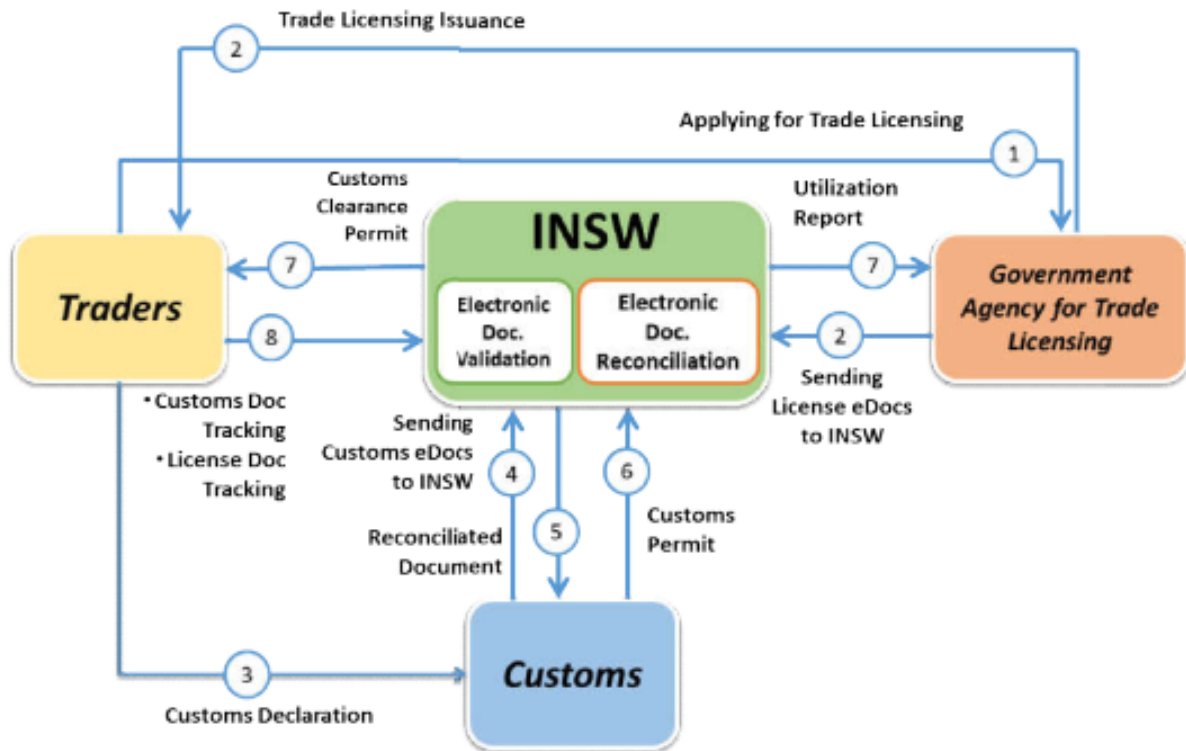 Trade Licensing Issuance
2
Applying for Trade Licensing
1
Customs
Clearance
Permit
Utilization
Report
INSW
7
7
Traders
Electronic
Doc.
Validation
Electronic
Doc.
Reconciliation
Government
Agency for Trade
Licensing
8
2
•Customs Doc
Tracking
•License Doc
Tracking
Sending
Customs eDocs
to INSW
Sending
License eDocs
to INSW
4
6
5
Reconciliated
Document
Customs
Permit
Customs
3
Customs Declaration